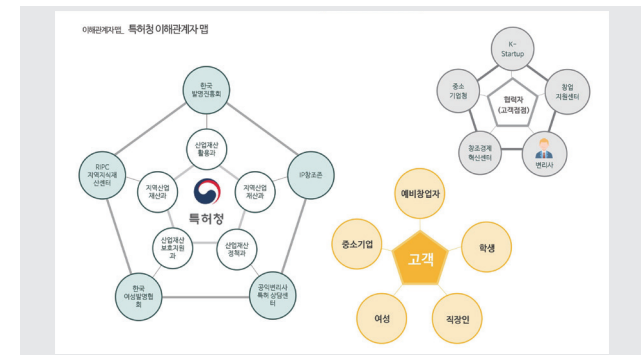 이해관계자맵_ 특허청 이해관계자 맵
한국
발명진흥회
산업재산
활용과
RIPC
지역지식재
산센터
지역산업
재산과
지역산업
재산과
IP창조존
특허청
산업재산
보호지원
과
산업재산
정책과
한국
여성발명협
회
공익변리사
특허 상담센
터
K-
Startup
중소
기업청
협력자
(고객접점)
창업
지원센터
창조경제
혁신센터
변리사
예비창업자
중소기업
고객
학생
여성
직장인